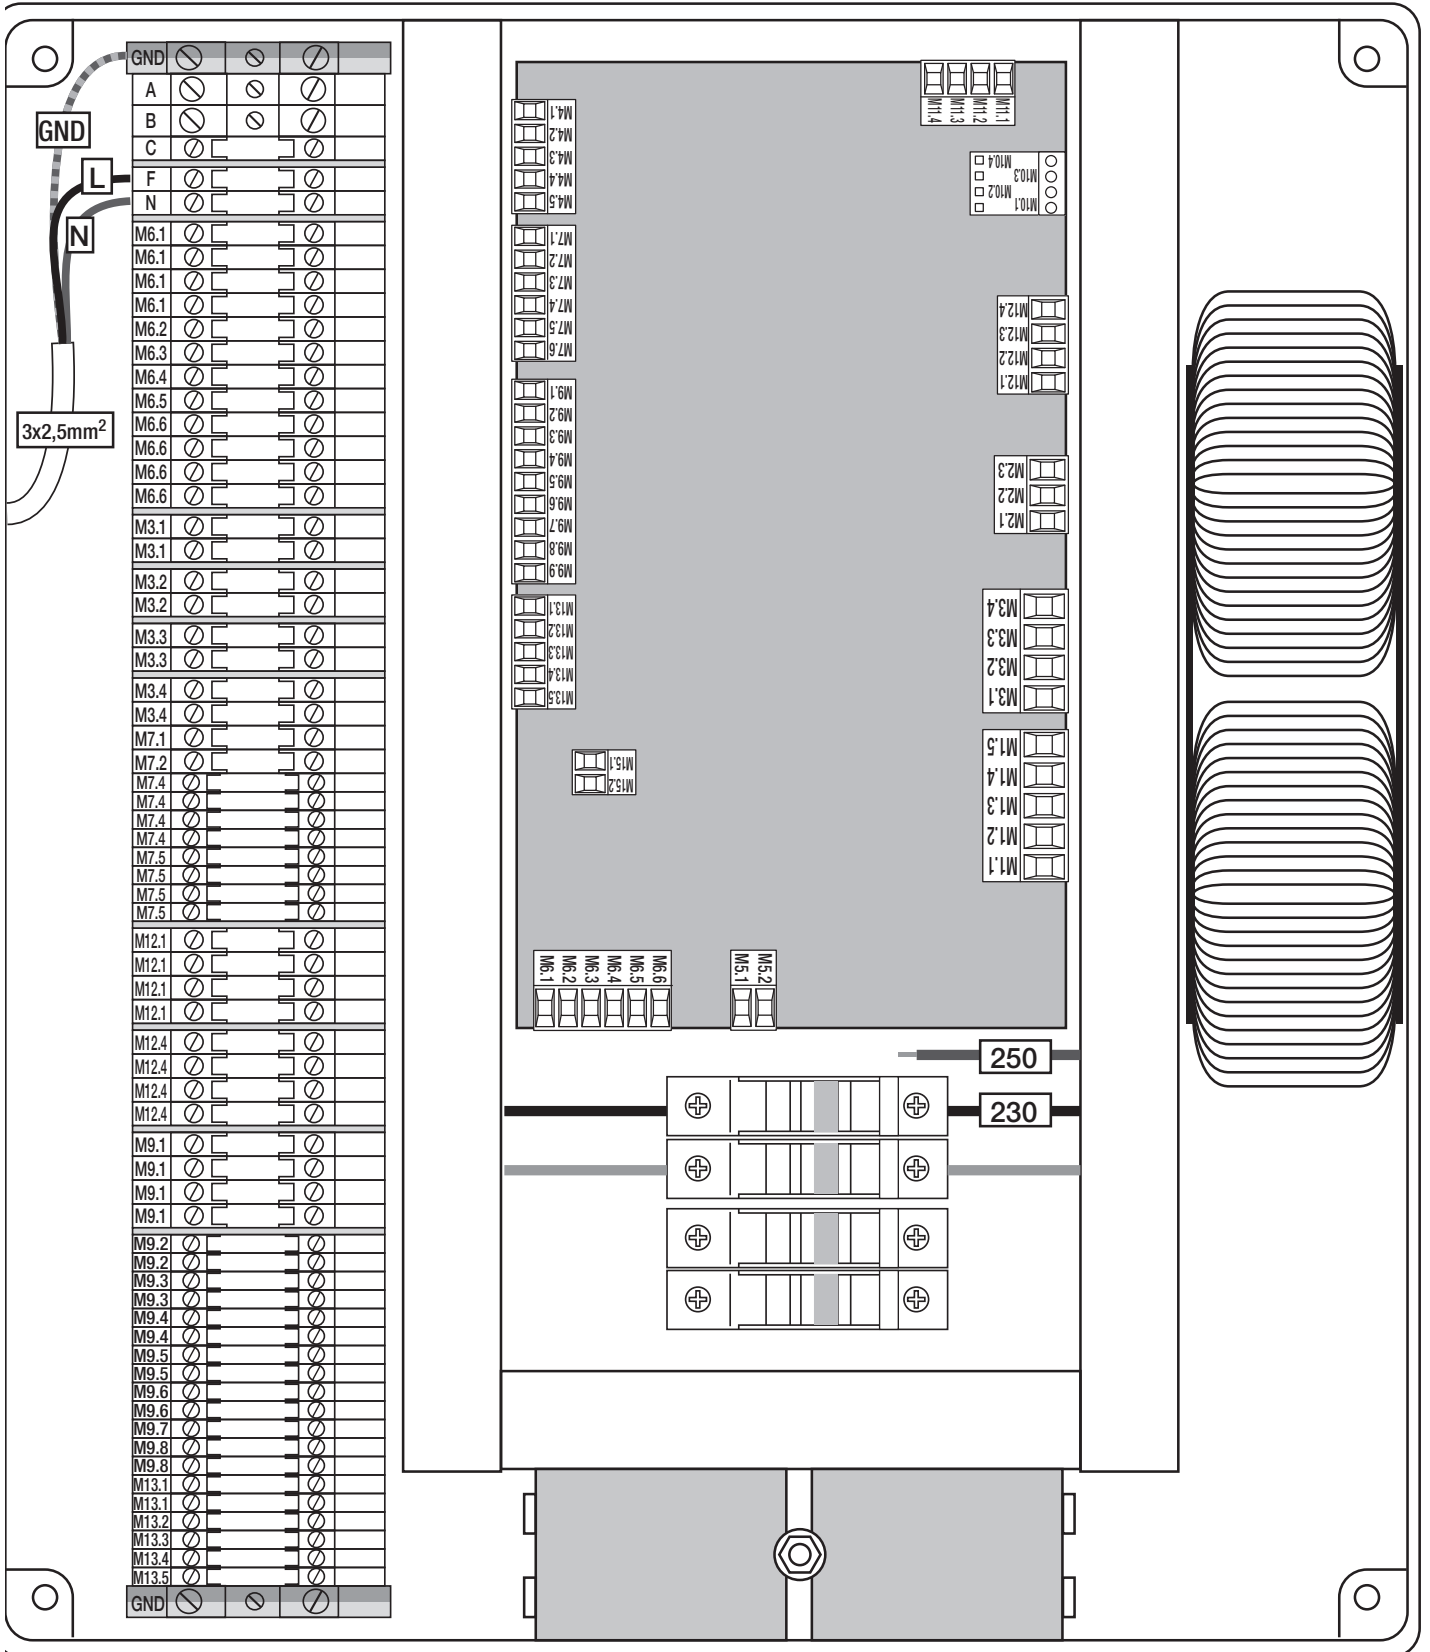 GND
A
B
C
F
N
GND
L
N
3x2,5mm²
M6.1
M6.1
M6.1
M6.1
M6.2
M6.3
M6.4
M6.5
M6.6
M6.6
M6.6
M6.6
M3.1
M3.1
M3.2
M3.2
M3.3
M3.3
M3.4
M3.4
M7.1
M7.2
M7.4
M7.4
M7.4
M7.4
M7.5
M7.5
M7.5
M7.5
M12.1
M12.1
M12.1
M12.1
M12.4
M12.4
M12.4
M12.4
M9.1
M9.1
M9.1
M9.1
M9.2
M9.2
M9.3
M9.3
M9.4
M9.4
M9.5
M9.5
M9.6
M9.6
M9.7
M9.8
M9.8
M13.1
M13.1
M13.2
M13.3
M13.4
M13.5
GND
M4.1
M4.2
M4.3
M4.4
M4.5
M7.1
M7.2
M7.3
M7.4
M7.5
M7.6
M9.1
M9.2
M9.3
M9.4
M9.5
M9.6
M9.7
M9.8
M9.9
M13.1
M13.2
M13.3
M13.4
M13.5
M15.1
M15.2
M6.1
M6.2
M6.3
M6.4
M6.5
M6.6
M5.1
M5.2
M11.4
M11.3
M11.2
M11.1
M10.4
M10.3
M10.2
M10.1
M12.4
M12.3
M12.2
M12.1
M2.3
M2.2
M2.1
M3.4
M3.3
M3.2
M3.1
M1.5
M1.4
M1.3
M1.2
M1.1
250
230